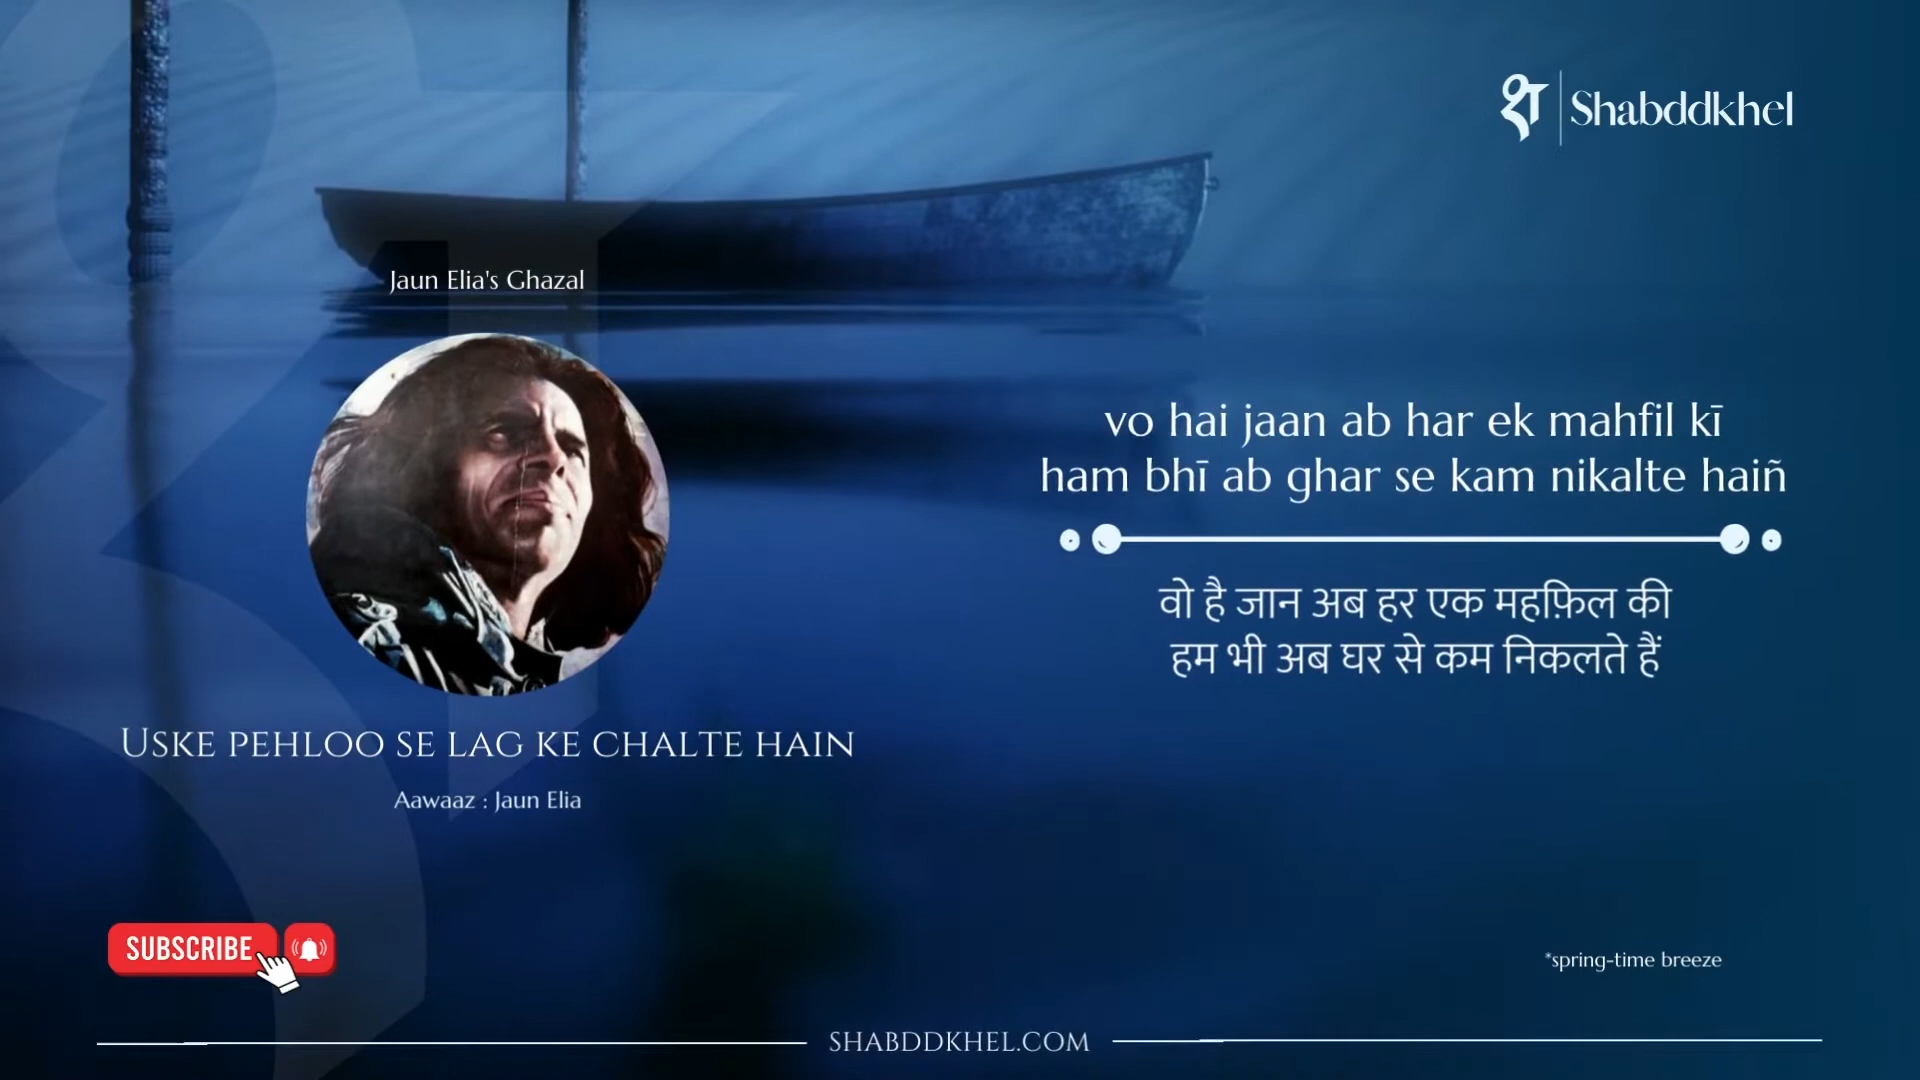 श
Shabddkhel
Jaun Elia's Ghazal
Uske pehloo se lag ke chalte hain
Aawaaz : Jaun Elia
vo hai jaan ab har ek mahfil kī
ham bhī ab ghar se kam nikalte haiñ
वो है जान अब हर एक महफ़िल की
हम भी अब घर से कम निकलते हैं
SUBSCRIBE
*spring-time breeze
SHABDDKHEL.COM